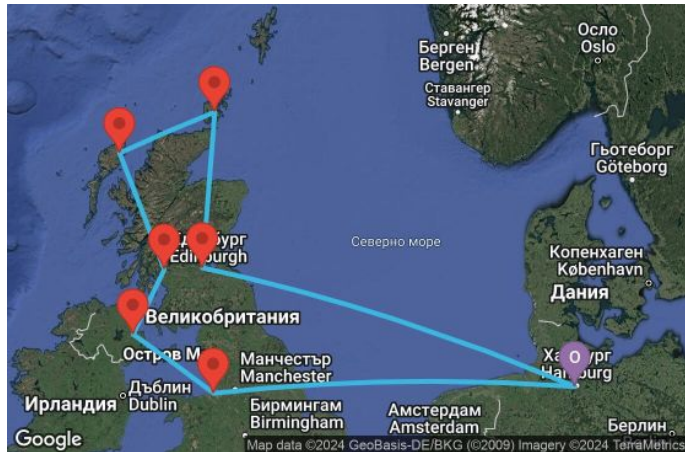 Осло
Oslo
Берген
Bergen
Ставангер
Stavanger
Гьотеборг
Göteborg
Северно море
Edinburgh
Копенхаген
København
Дания
Великобритания
Остров
Манчестър
Manchester
Дъблин
Dublin
Ирландия
Бирмингам
Birmingham
Амстердам
Amsterdam
O
Берлин
Google
Map data ©2024 GeoBasis-DE/BKG (©2009) Imagery ©2024 TerraMetrics